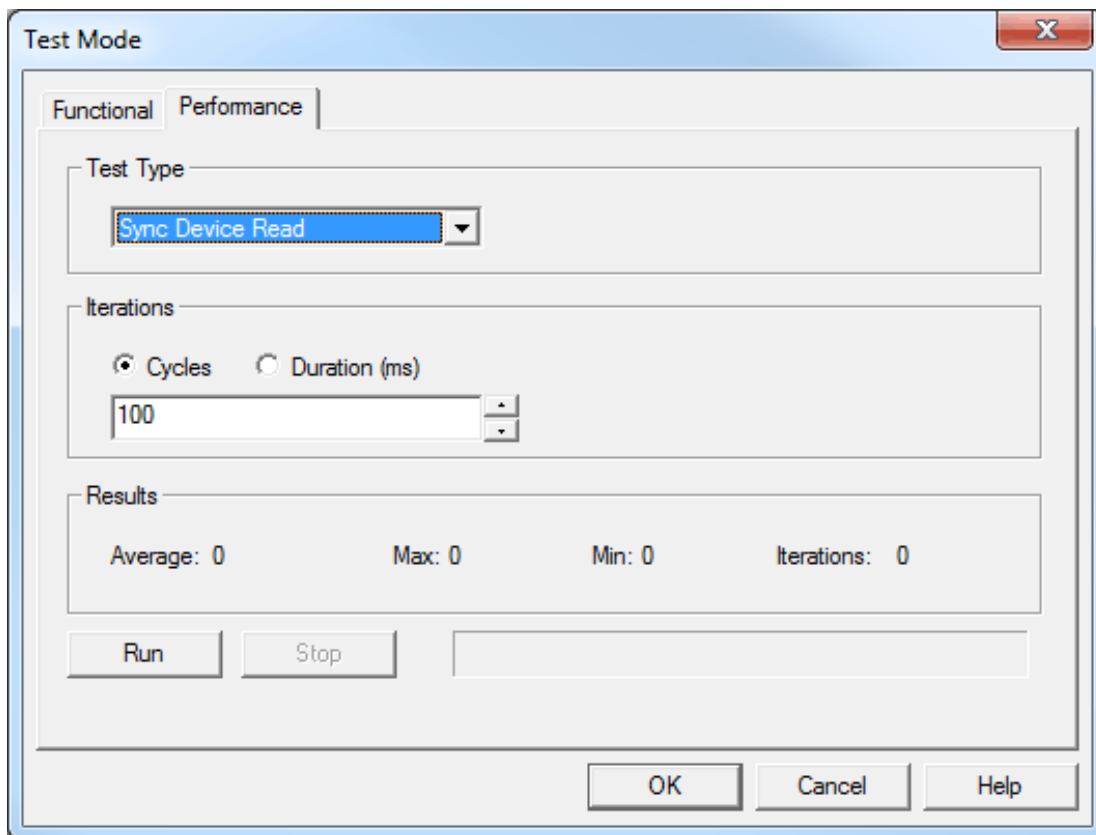 Test Mode
Functional Performance
Test Type
Sync Device Read
Iterations
Cycles Duration (ms)
100
Results
Average: 0 Max: 0 Min: 0 Iterations: 0
Run Stop
OK Cancel Help